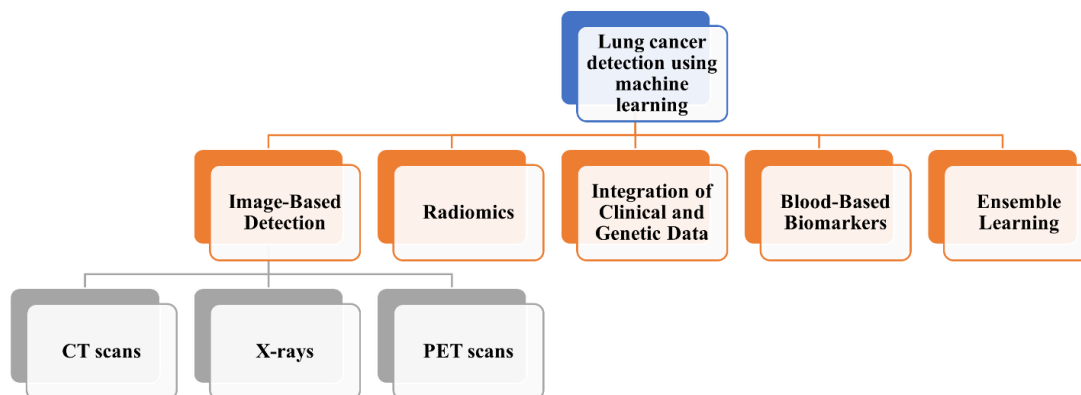 Lung cancer
detection using
machine
learning
Image-Based
Detection
Radiomics
Integration of
Clinical and
Genetic Data
Blood-Based
Biomarkers
Ensemble
Learning
CT scans
X-rays
PET scans